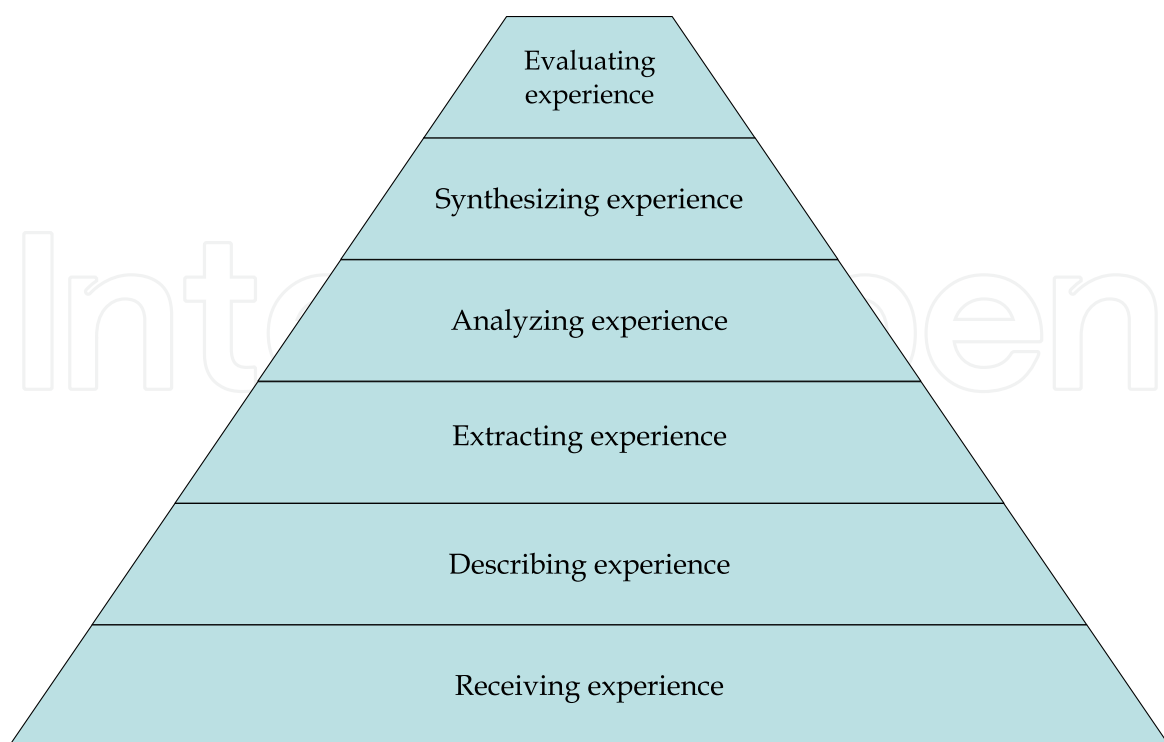 Evaluating
experience
Synthesizing experience
Analyzing experience
Extracting experience
Describing experience
Receiving experience